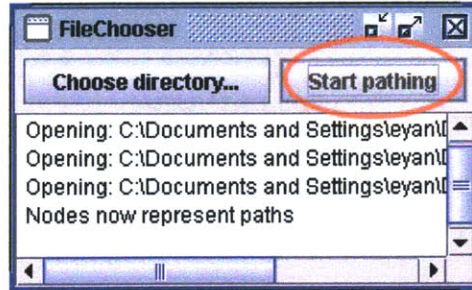 FileChooser
Choose directory... Start pathing
Opening: C:\Documents and Settings\eyan\
Opening: C:\Documents and Settings\eyan\
Opening: C:\Documents and Settings\eyan\
Nodes now represent paths